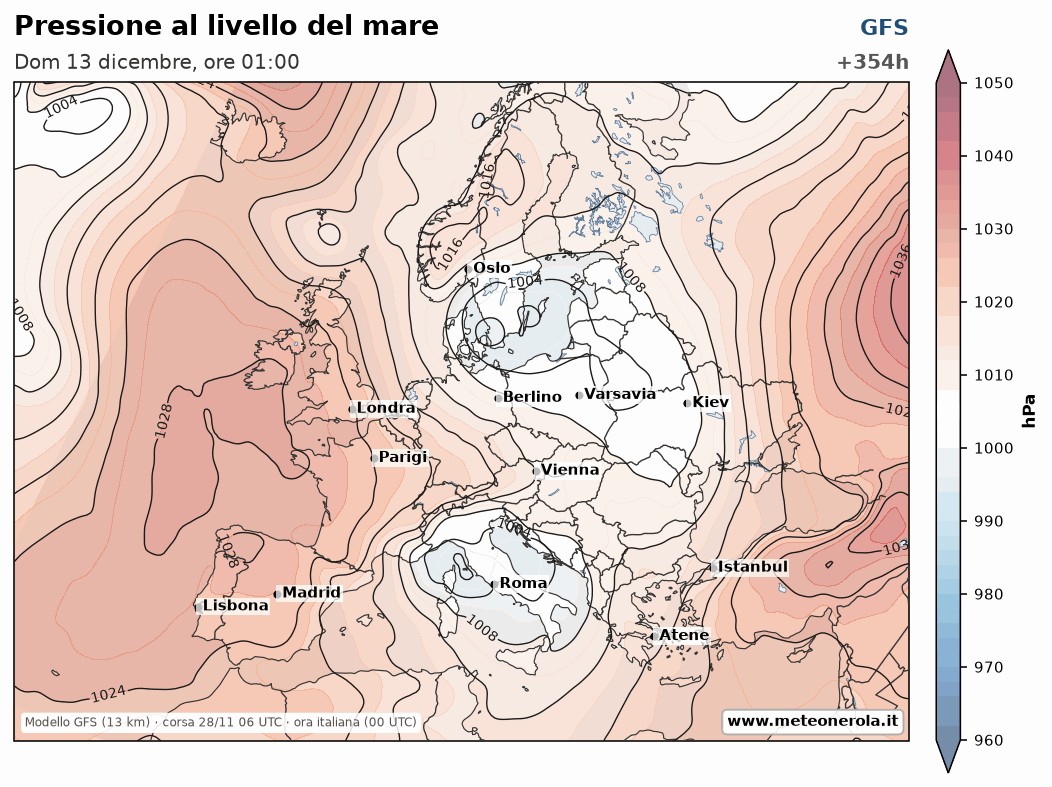 Pressione al livello del mare
GFS
Dom 13 dicembre, ore 01:00
+354h
1004
1016
1016
1036
1008
Oslo
1004
1008
1028
Londra
Berlino
Varsavia
Kiev
Parigi
Vienna
1004
1028
Roma
Istanbul
Madrid
Lisbona
1008
Atene
1024
Modello GFS (13 km) · corsa 28/11 06 UTC · ora italiana (00 UTC)
www.meteonerola.it
1050
1040
1030
1020
1010
1000
990
980
970
960
hPa